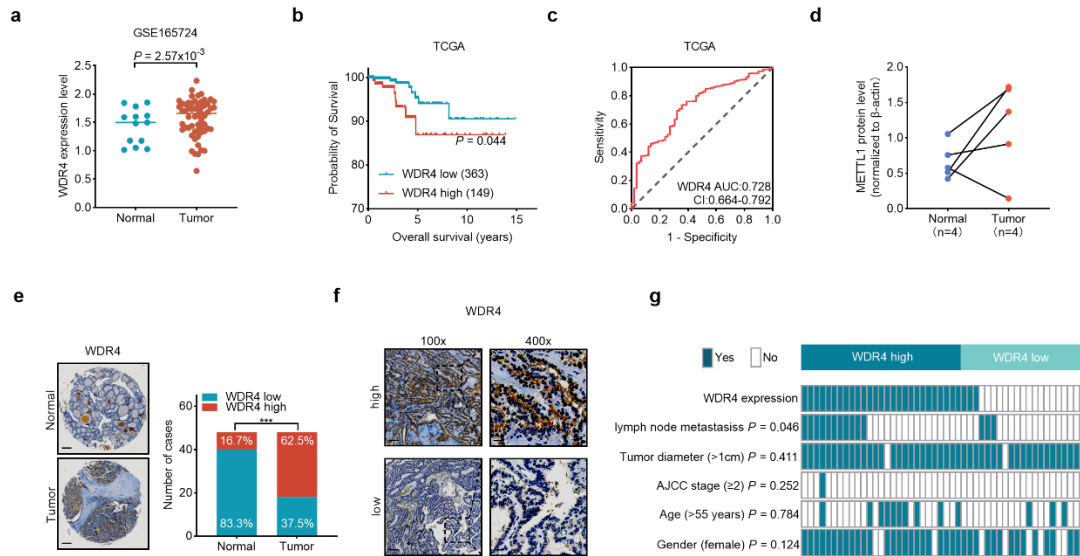 a
GSE165724
P = 2.57x10-3
WDR4 expression level
2.5
2.0
1.5
1.0
0.5
0.0
Normal
Tumor
b
TCGA
Probability of Survival
100
90
80
70
P = 0.044
WDR4 low (363)
WDR4 high (149)
0
5
10
15
20
Overall survival (years)
c
TCGA
Sensitivity
1.0
0.8
0.6
0.4
0.2
0.0
WDR4 AUC:0.728
CI:0.664-0.792
0.0 0.2 0.4 0.6 0.8 1.0
1 - Specificity
d
METTL1 protein level
(normalized to β-actin)
2.0
1.5
1.0
0.5
0.0
Normal
(n=4)
Tumor
(n=4)
e
WDR4
Normal
Tumor
WDR4 low
WDR4 high
***
Number of cases
60
40
20
0
16.7%
62.5%
83.3%
37.5%
Normal
Tumor
f
WDR4
100x
400x
high
low
g
Yes
No
WDR4 high
WDR4 low
WDR4 expression
lymph node metastasiss P = 0.046
Tumor diameter (>1cm) P = 0.411
AJCC stage (≥2) P = 0.252
Age (>55 years) P = 0.784
Gender (female) P = 0.124